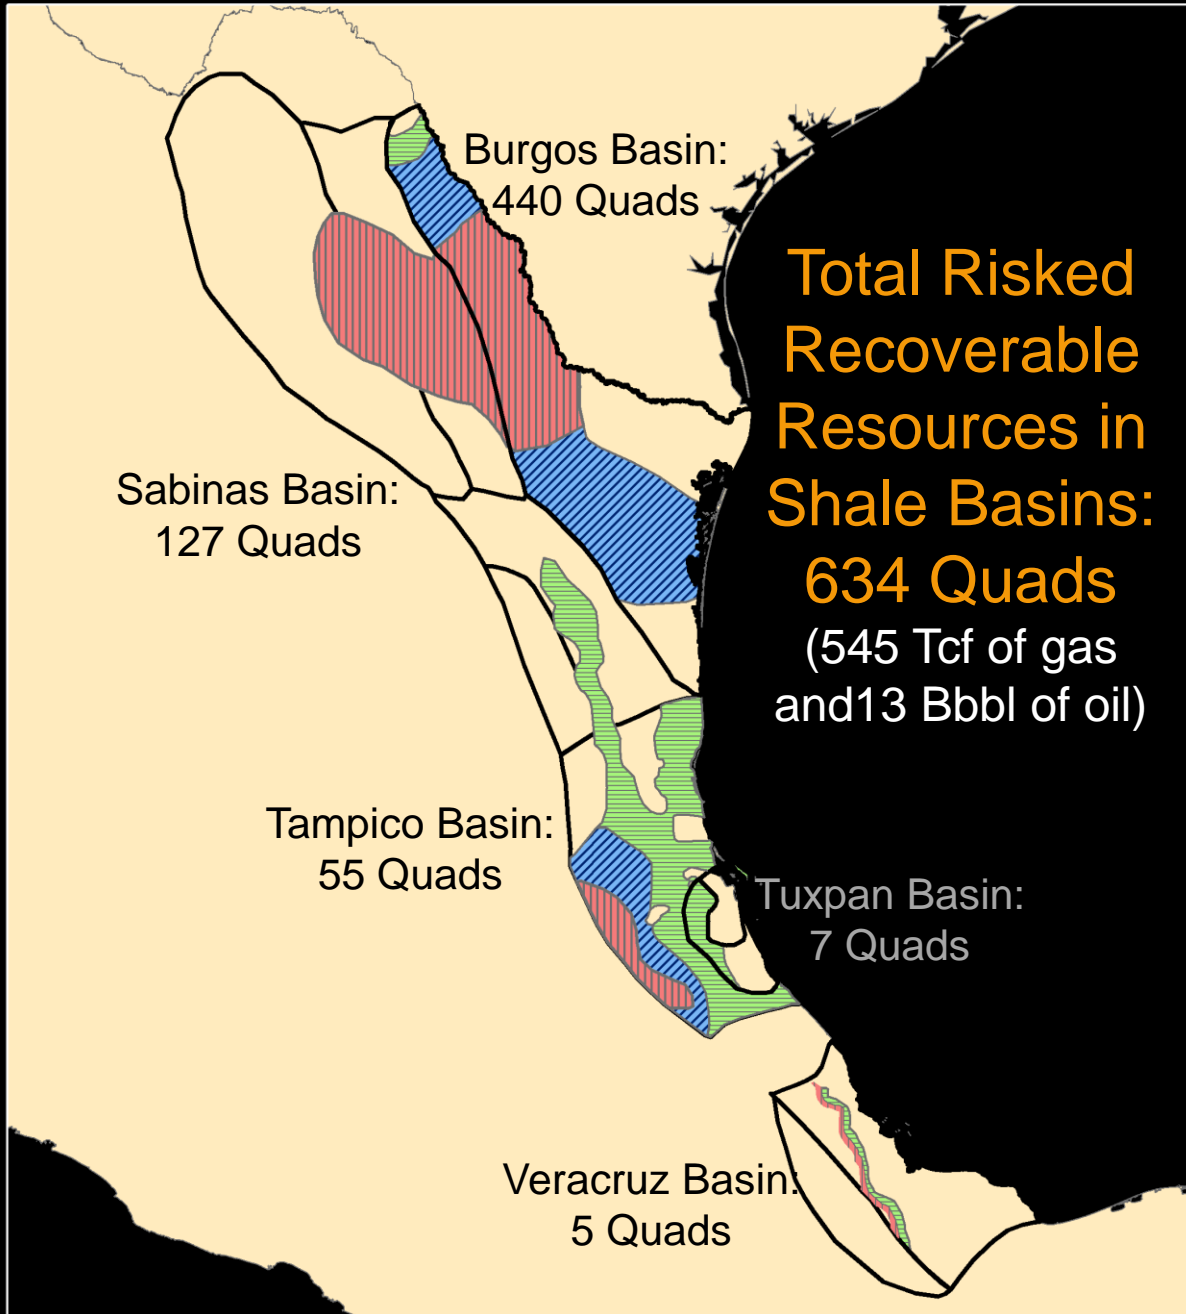 Burgos Basin:
440 Quads
Total Risked
Recoverable
Resources in
Shale Basins:
634 Quads
(545 Tcf of gas
and13 Bbbl of oil)
Sabinas Basin:
127 Quads
Tampico Basin:
55 Quads
Tuxpan Basin:
7 Quads
Veracruz Basin:
5 Quads